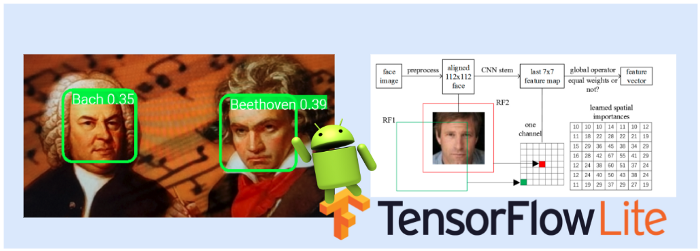 Bach 0.35
Beethoven 0.39
face
image
preprocess
aligned
112x112
face
CNN stem
last 7x7
feature map
global operator
equal weights or
not?
feature
vector
RF1
RF2
one
channel
learned spatial
importances
10 10 10 14 11 10 12
11 18 22 28 22 21 19
16 29 38 45 34 35 29
16 28 42 67 55 41 29
12 24 38 60 53 37 24
12 24 40 50 38 43 24
11 19 29 37 29 27 19
TensorFlow Lite